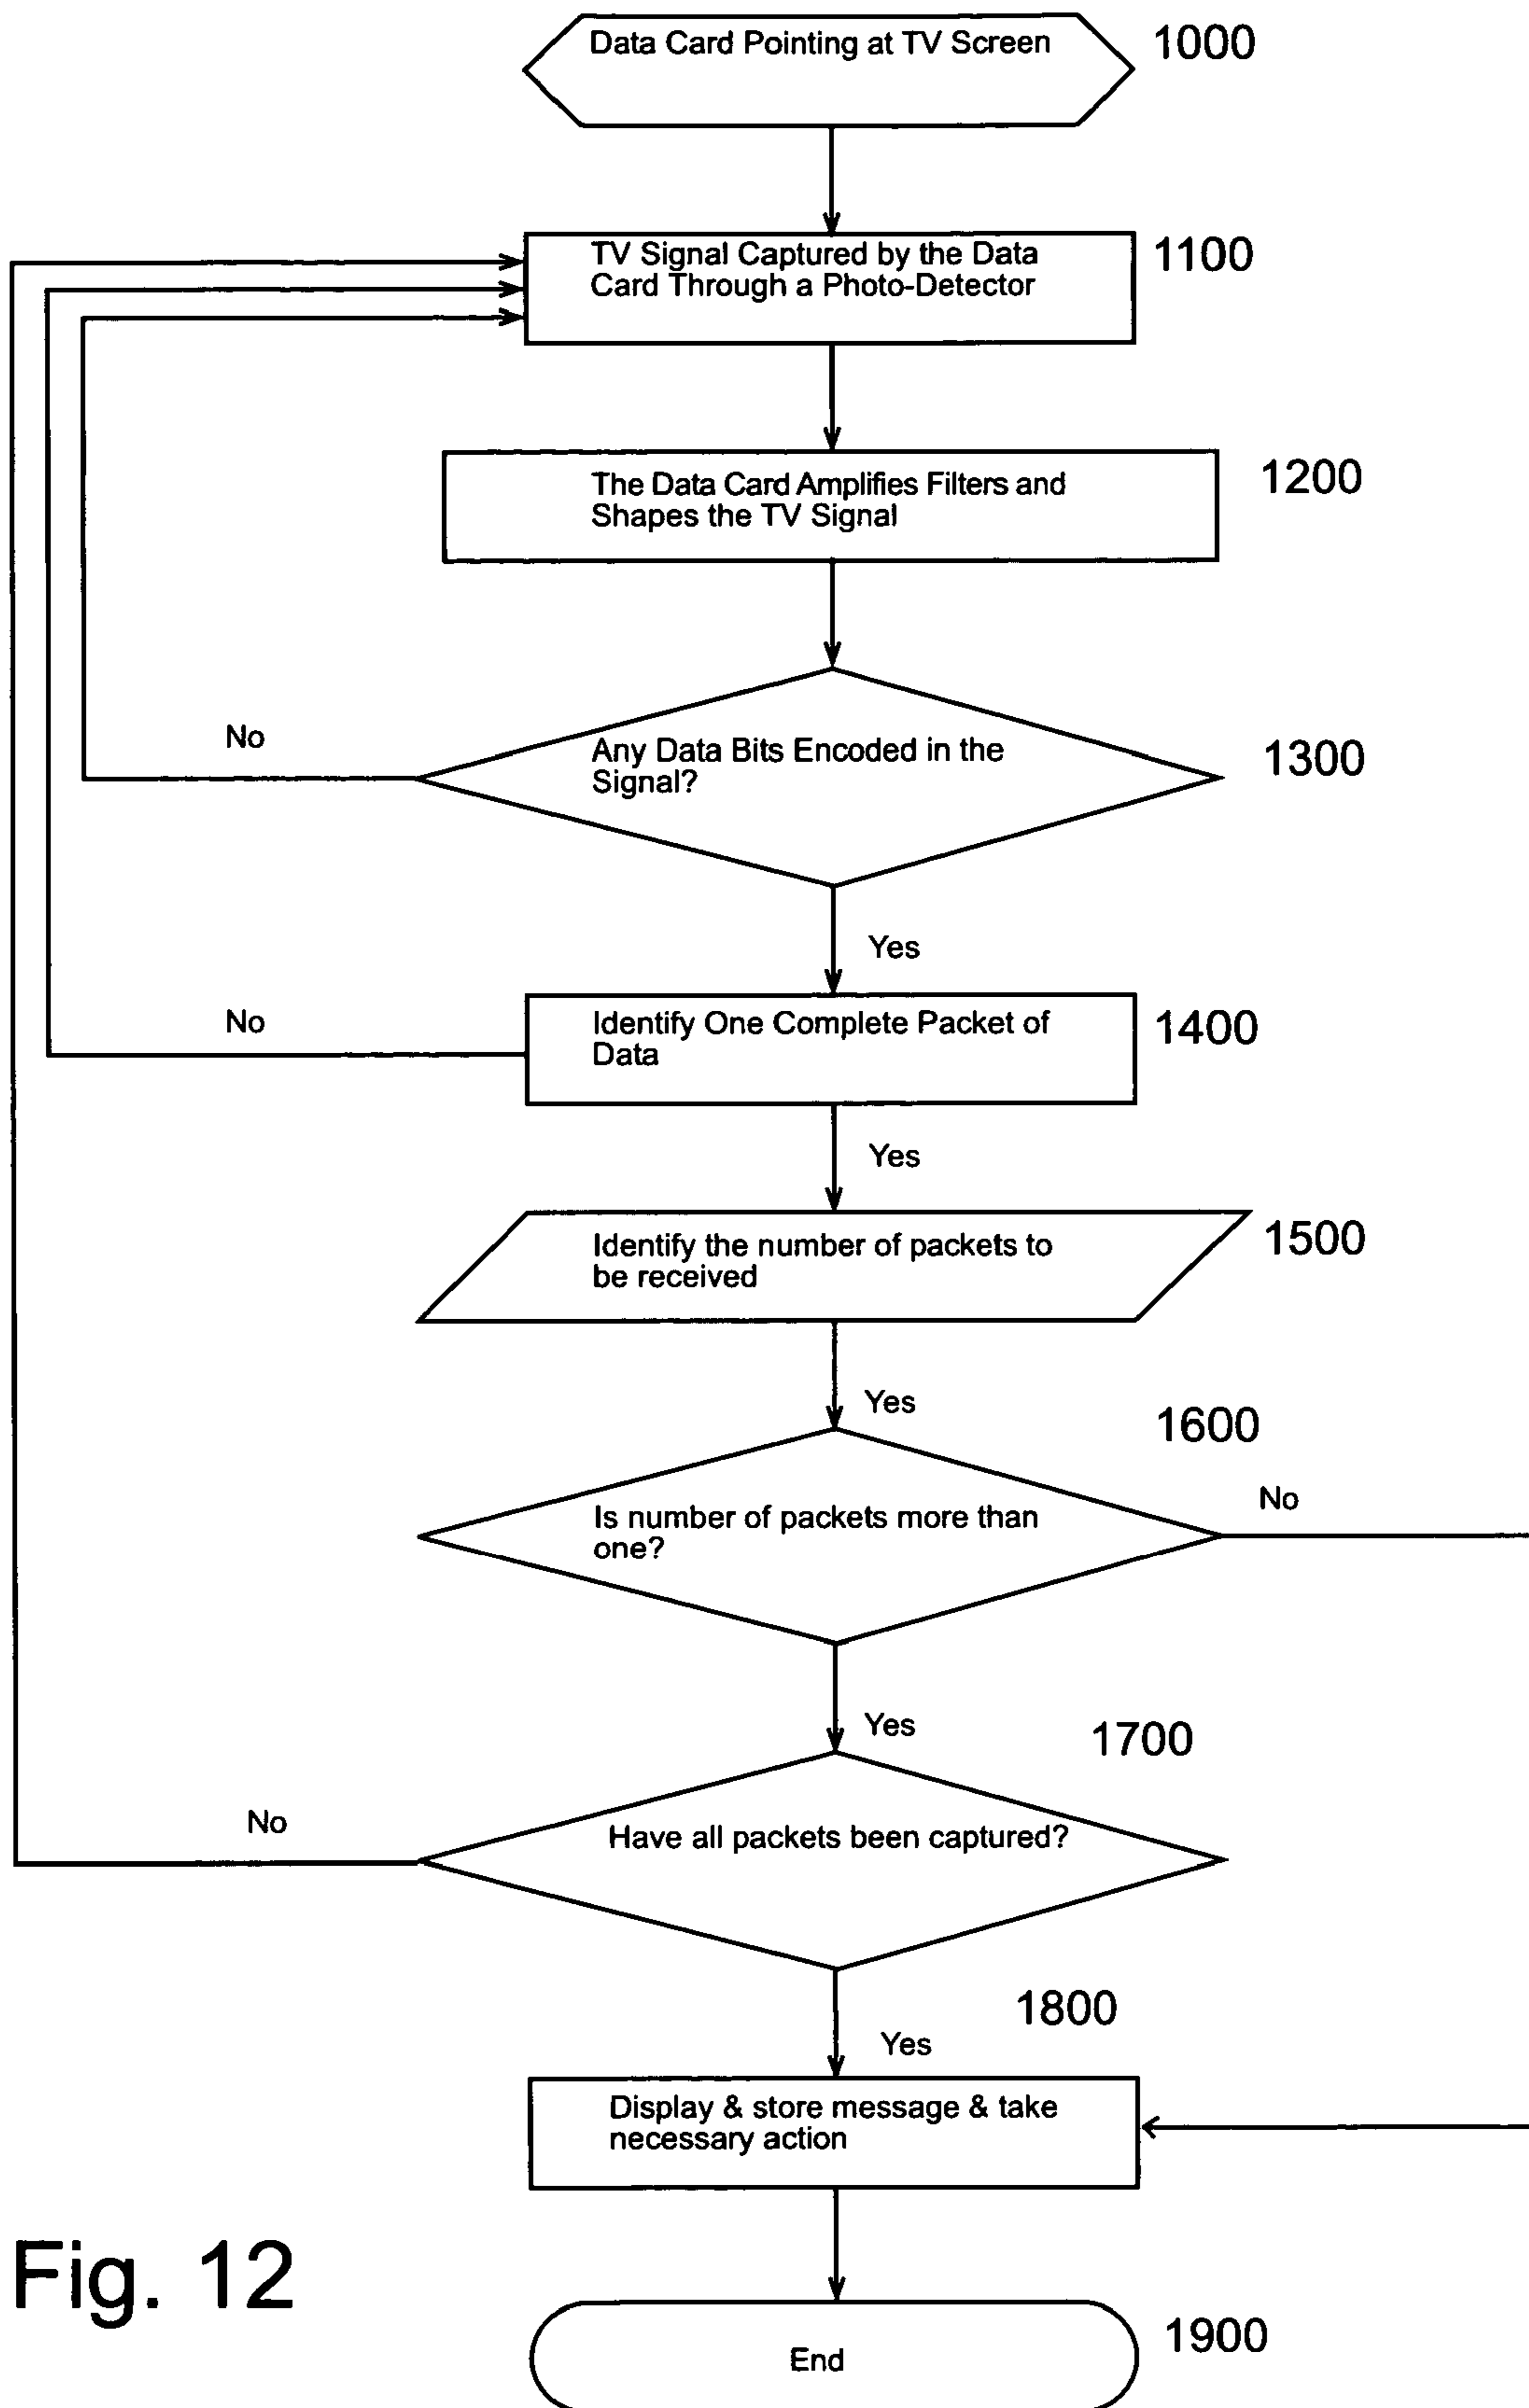 Data Card Pointing at TV Screen
1000
TV Signal Captured by the Data
Card Through a Photo-Detector
1100
The Data Card Amplifies Filters and
Shapes the TV Signal
1200
Any Data Bits Encoded in the
Signal?
1300
No
Yes
Identify One Complete Packet of
Data
1400
No
Yes
Identify the number of packets to
be received
1500
Yes
1600
Is number of packets more than
one?
No
Yes
1700
Have all packets been captured?
No
1800
Yes
Display & store message & take
necessary action
Fig. 12
End
1900